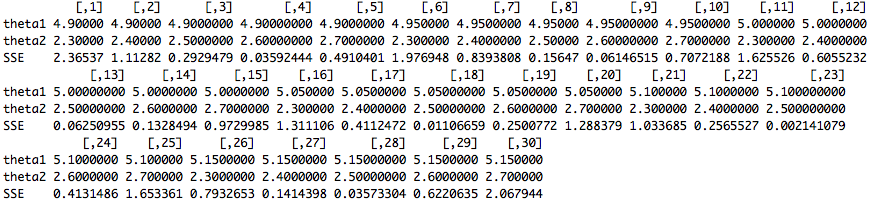 [,1] [,2] [,3] [,4] [,5] [,6] [,7] [,8] [,9] [,10] [,11] [,12]
theta1 4.90000 4.90000 4.9000000 4.90000000 4.9000000 4.950000 4.9500000 4.95000 4.95000000 4.9500000 5.000000 5.0000000
theta2 2.30000 2.40000 2.5000000 2.60000000 2.7000000 2.300000 2.4000000 2.50000 2.60000000 2.7000000 2.300000 2.4000000
SSE 2.36537 1.11282 0.2929479 0.03592444 0.4910401 1.976948 0.8393808 0.15647 0.06146515 0.7072188 1.625526 0.6055232
[,13] [,14] [,15] [,16] [,17] [,18] [,19] [,20] [,21] [,22] [,23]
theta1 5.00000000 5.0000000 5.0000000 5.050000 5.0500000 5.05000000 5.0500000 5.050000 5.100000 5.1000000 5.100000000
theta2 2.50000000 2.6000000 2.7000000 2.300000 2.4000000 2.50000000 2.6000000 2.700000 2.300000 2.4000000 2.500000000
SSE 0.06250955 0.1328494 0.9729985 1.311106 0.4112472 0.01106659 0.2500772 1.288379 1.033685 0.2565527 0.002141079
[,24] [,25] [,26] [,27] [,28] [,29] [,30]
theta1 5.1000000 5.100000 5.1500000 5.1500000 5.15000000 5.1500000 5.150000
theta2 2.6000000 2.700000 2.3000000 2.4000000 2.50000000 2.6000000 2.700000
SSE 0.4131486 1.653361 0.7932653 0.1414398 0.03573304 0.6220635 2.067944